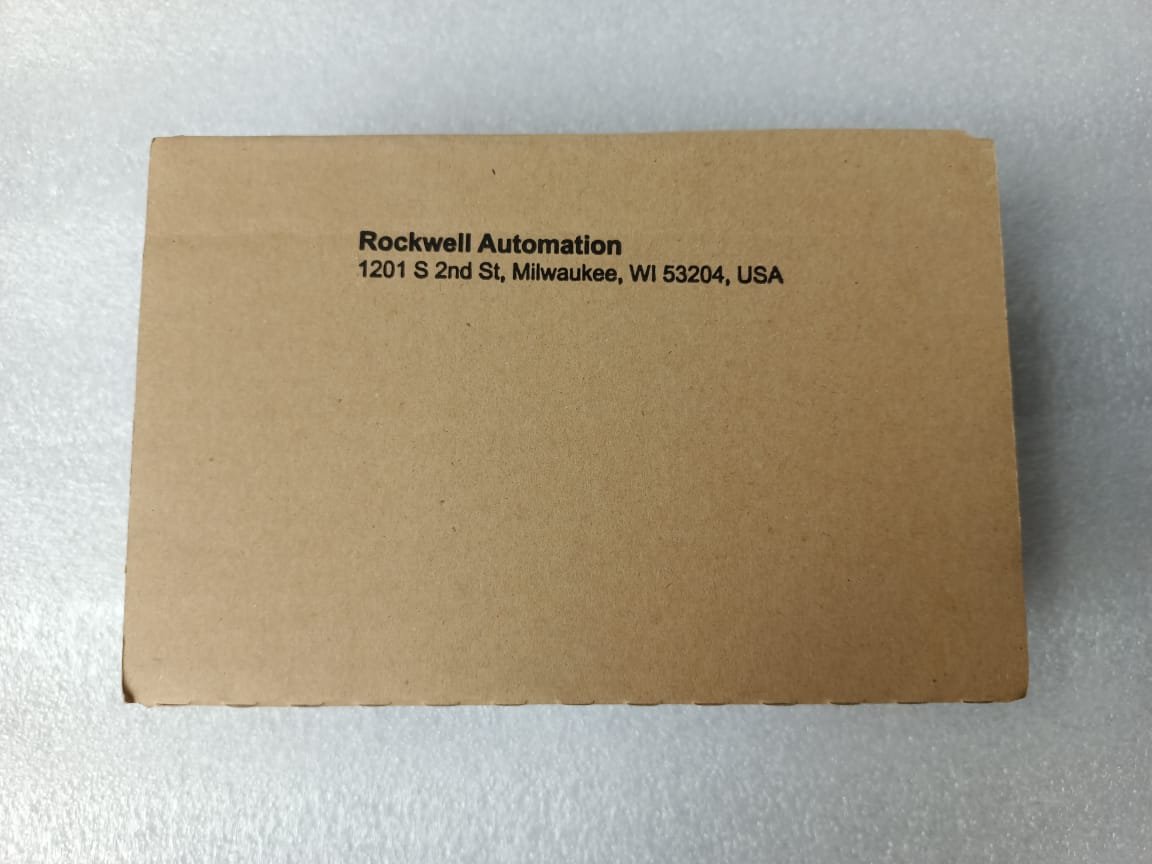 Rockwell Automation
1201 S 2nd St, Milwaukee, WI 53204, USA